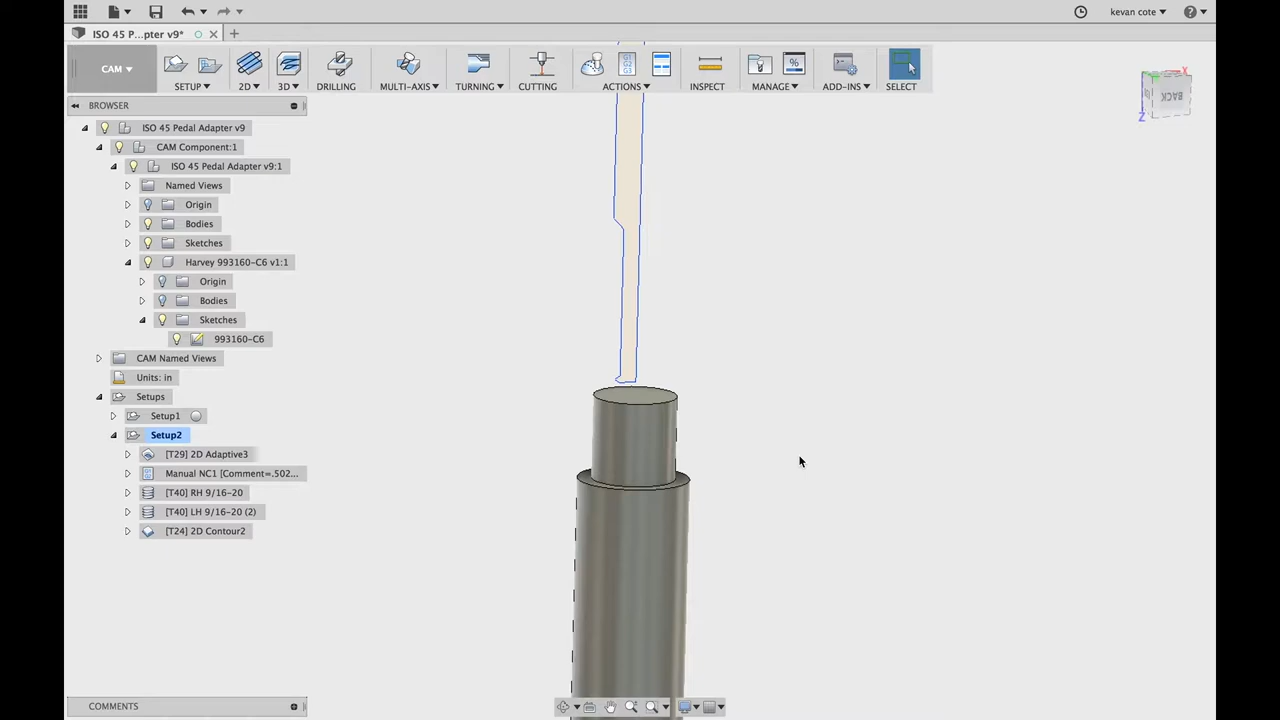 kevan cote
ISO 45 P...pter v9*
CAM
SETUP
2D
3D
DRILLING
MULTI-AXIS
TURNING
CUTTING
G1
G2
G3
ACTIONS
INSPECT
MANAGE
ADD-INS
SELECT
BROWSER
ISO 45 Pedal Adapter v9
CAM Component:1
ISO 45 Pedal Adapter v9:1
Named Views
Origin
Bodies
Sketches
Harvey 993160-C6 v1:1
Origin
Bodies
Sketches
993160-C6
CAM Named Views
Units: in
Setups
Setup1
Setup2
[T29] 2D Adaptive3
Manual NC1 [Comment=.502...
[T40] RH 9/16-20
[T40] LH 9/16-20 (2)
[T24] 2D Contour2
X
BACK
Z
COMMENTS